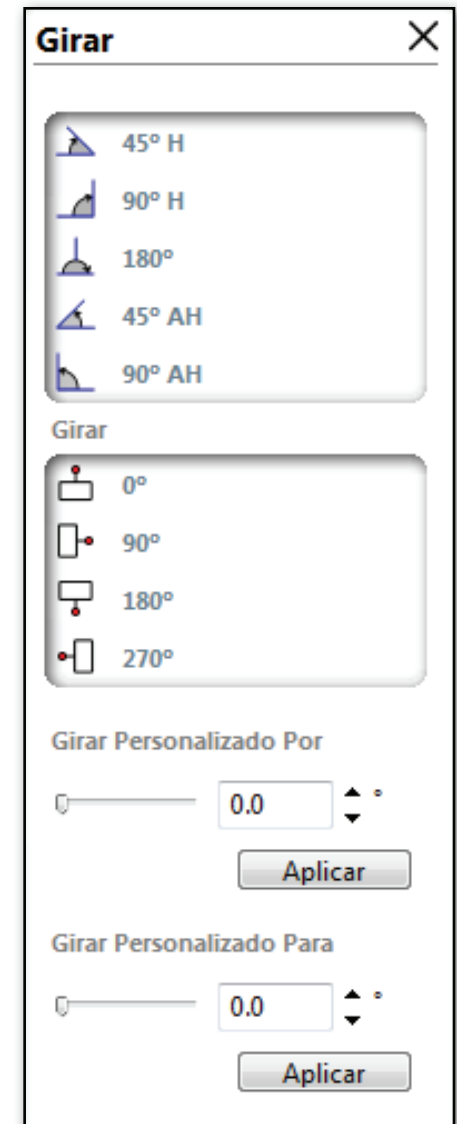 Girar
45° H
90° H
180°
45° AH
90° AH
Girar
0°
90°
180°
270°
Girar Personalizado Por
0.0 °
Aplicar
Girar Personalizado Para
0.0 °
Aplicar